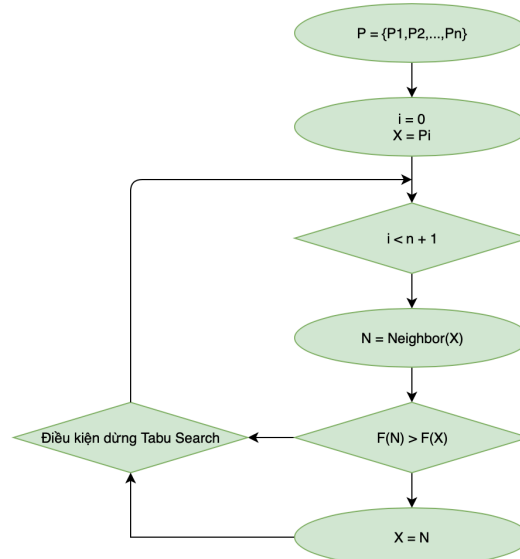 P = {P1,P2,...,Pn}
i = 0
X = Pi
i < n + 1
N = Neighbor(X)
Điều kiện dừng Tabu Search
F(N) > F(X)
X = N